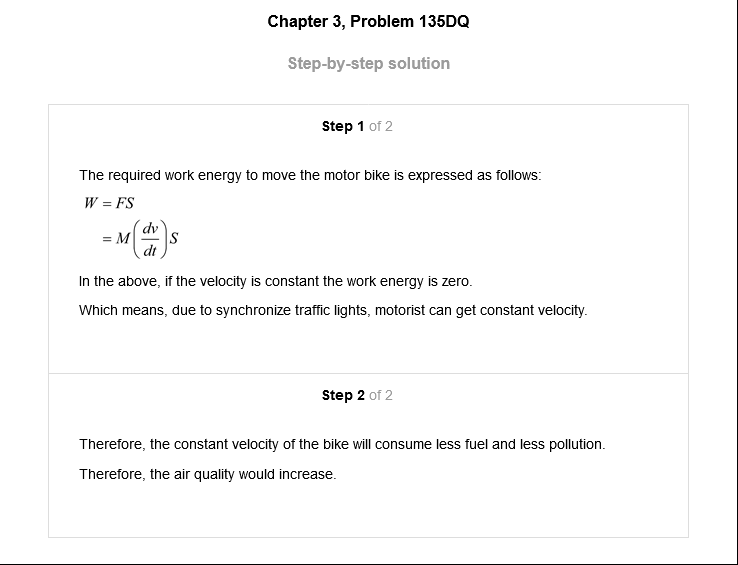 Chapter 3, Problem 135DQ
Step-by-step solution
Step 1 of 2
The required work energy to move the motor bike is expressed as follows:
W = FS
= M(dv/dt)S
In the above, if the velocity is constant the work energy is zero.
Which means, due to synchronize traffic lights, motorist can get constant velocity.
Step 2 of 2
Therefore, the constant velocity of the bike will consume less fuel and less pollution.
Therefore, the air quality would increase.